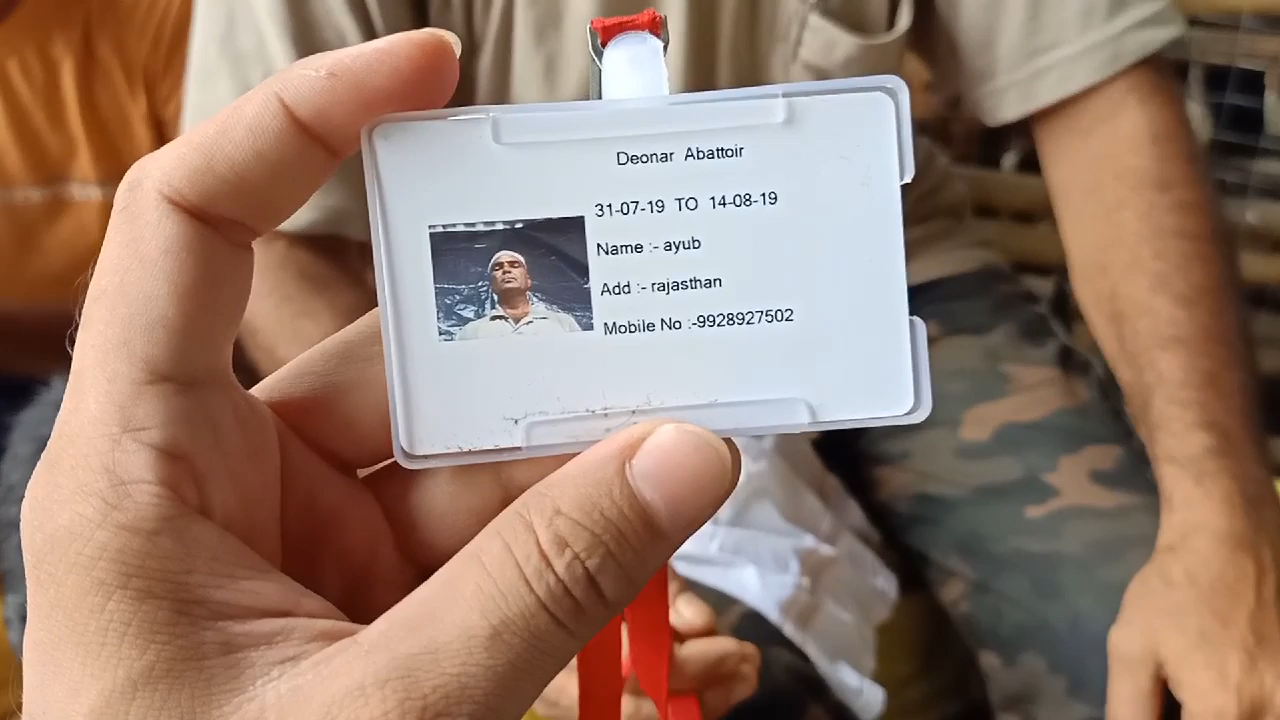 Deonar Abattoir
31-07-19 TO 14-08-19
Name :- ayub
Add :- rajasthan
Mobile No :-9928927502